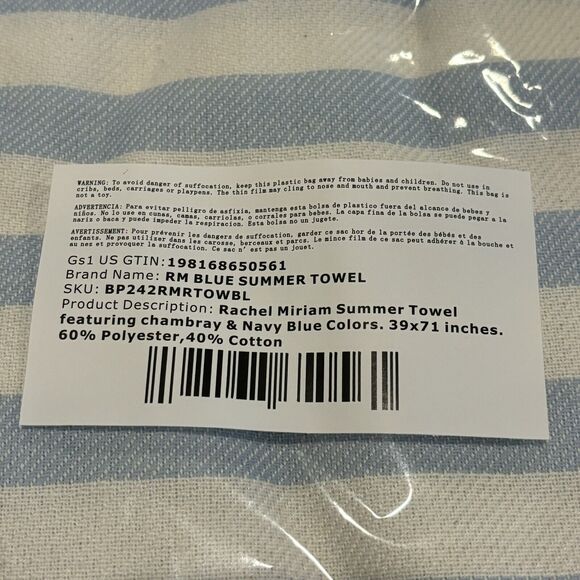 WARNING: To avoid danger of suffocation, keep this plastic bag away from babies and children. Do not use in
cribs, beds, carriages or playpens. The thin film may cling to nose and mouth and prevent breathing. This bag is
not a toy.
ADVERTENCIA: Para evitar pelligro de asfixia, mantenga esta bolsa de plastico fuera del alcance de bebes y
niños. No lo use en cunas, camas, carriolas, o corrales para bebes. La capa fina de la bolsa se puede pegar a la
nariz o boca y puede impeder la respiracion. Esta bolsa no un jugete.
AVERTISSEMENT: Pour prévenir les dangers de suffocation, garder ce sac hor de la portée des bébés et des
enfants. Ne pas utilizer dans les carosse, berceaux et parcs. Le mince film de ce sac peut adhérer à la bouche et
au nez et provoquer la suffocation. Ce sac n' est pas un jouet.
Gs1 US GTIN:198168650561
Brand Name: RM BLUE SUMMER TOWEL
SKU: BP242RMRTOWBL
Product Description: Rachel Miriam Summer Towel
featuring chambray & Navy Blue Colors. 39x71 inches.
60% Polyester,40% Cotton